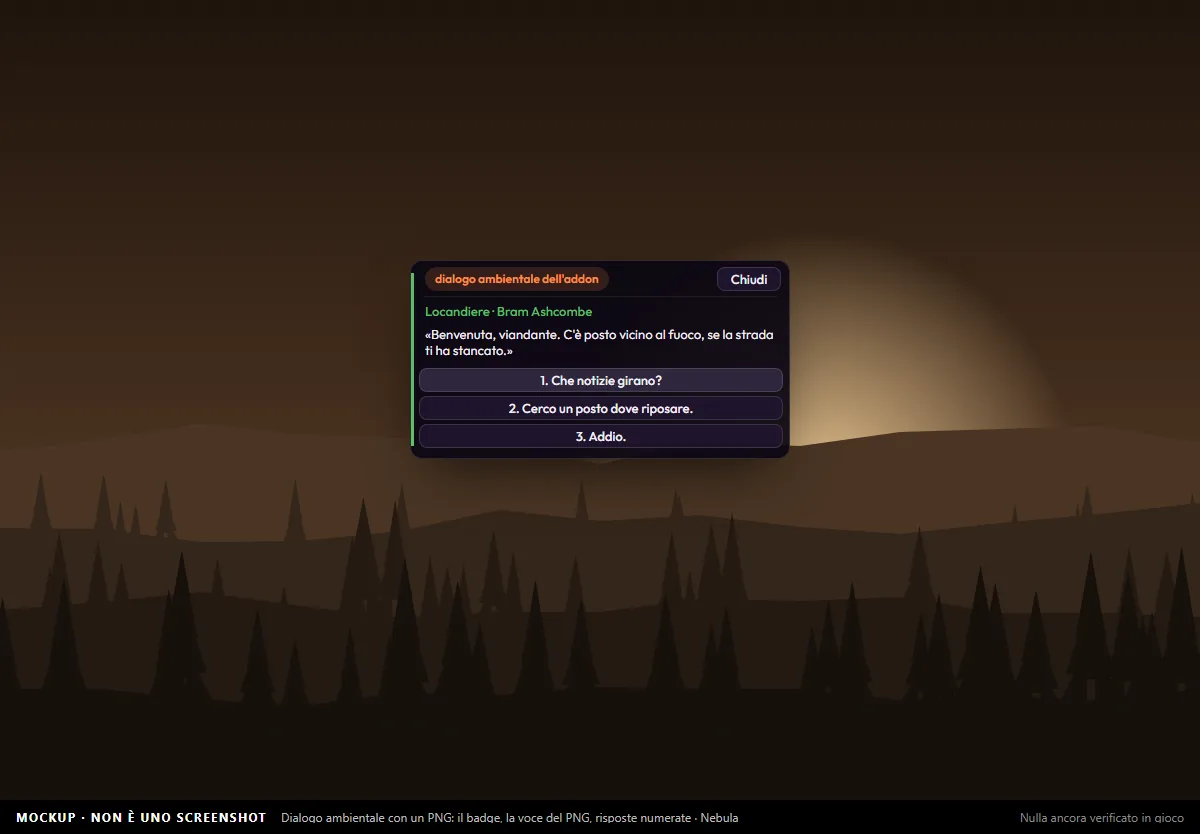 dialogo ambientale dell'addon
Chiudi
Locandiere · Bram Ashcombe
«Benvenuta, viandante. C'è posto vicino al fuoco, se la strada
ti ha stancato.»
1. Che notizie girano?
2. Cerco un posto dove riposare.
3. Addio.
MOCKUP · NON È UNO SCREENSHOT
Dialogo ambientale con un PNG: il badge, la voce del PNG, risposte numerate · Nebula
Nulla ancora verificato in gioco